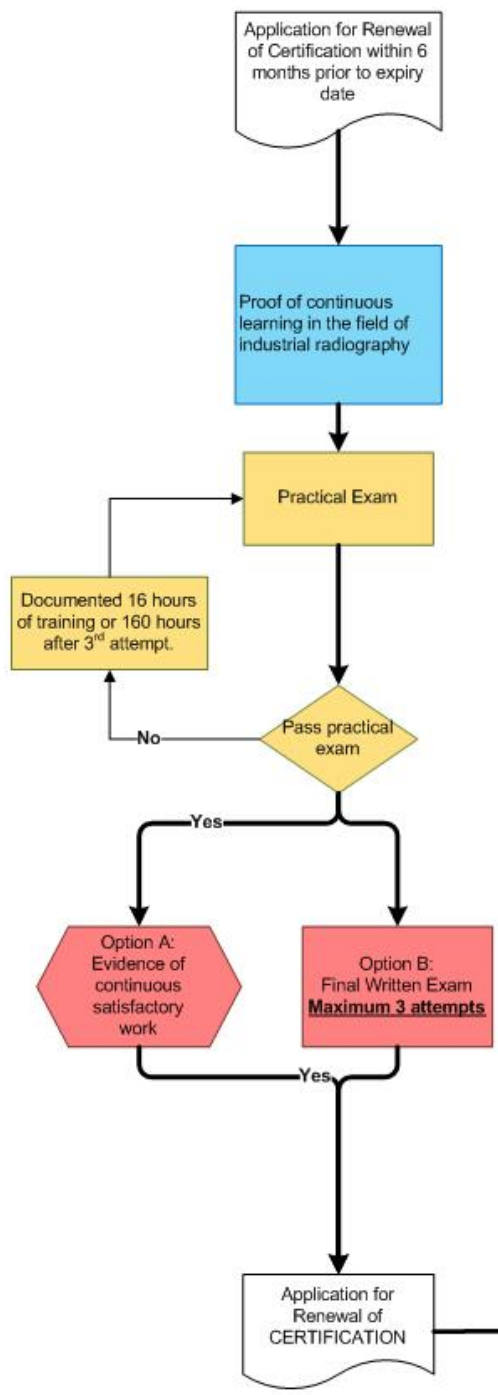 Application for Renewal
of Certification within 6
months prior to expiry
date
Proof of continuous
learning in the field of
industrial radiography
Practical Exam
Documented 16 hours
of training or 160 hours
after 3rd attempt.
Pass practical
exam
No
Yes
Option A:
Evidence of
continuous
satisfactory
work
Option B:
Final Written Exam
Maximum 3 attempts
Yes
Application for
Renewal of
CERTIFICATION